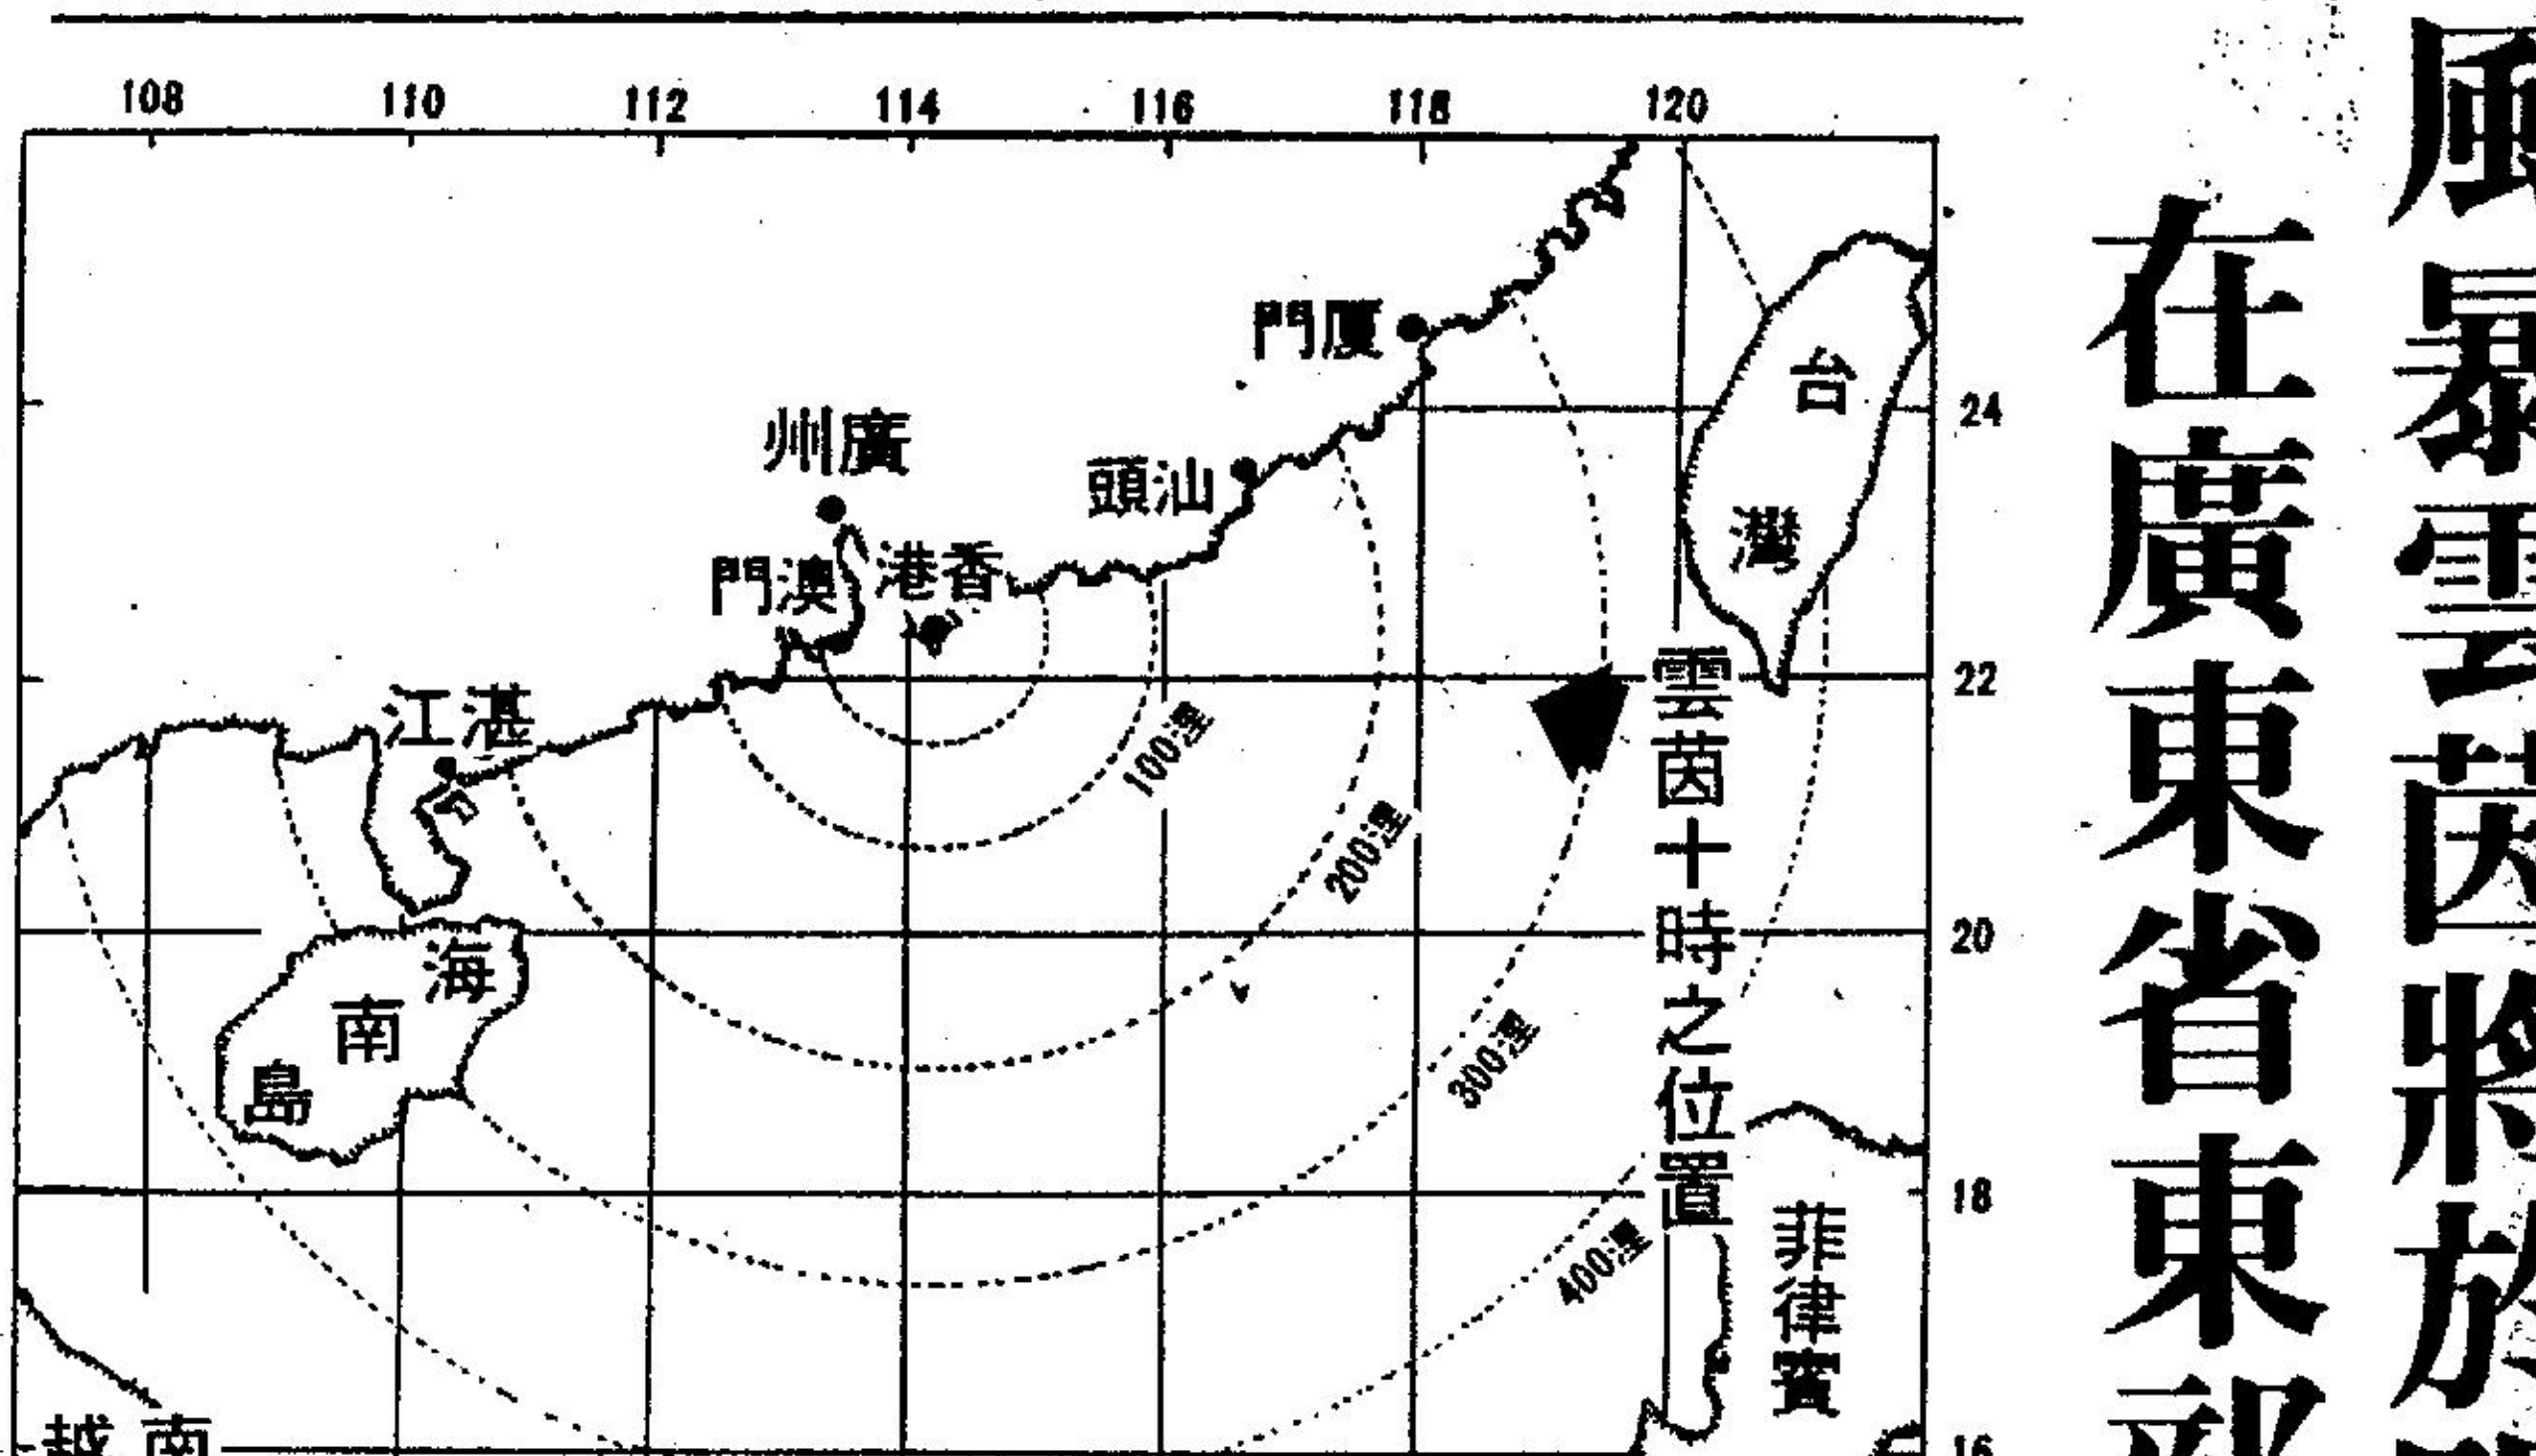 風暴雲茵將於
在廣東省東部
108 110 112 114 116 118 120
門厦
台灣
24
州廣
頭汕
門澳
港香
22
江湛
雲茵十時之位置
100浬
200浬
300浬
400浬
20
海南島
18
菲律賓
越南
16